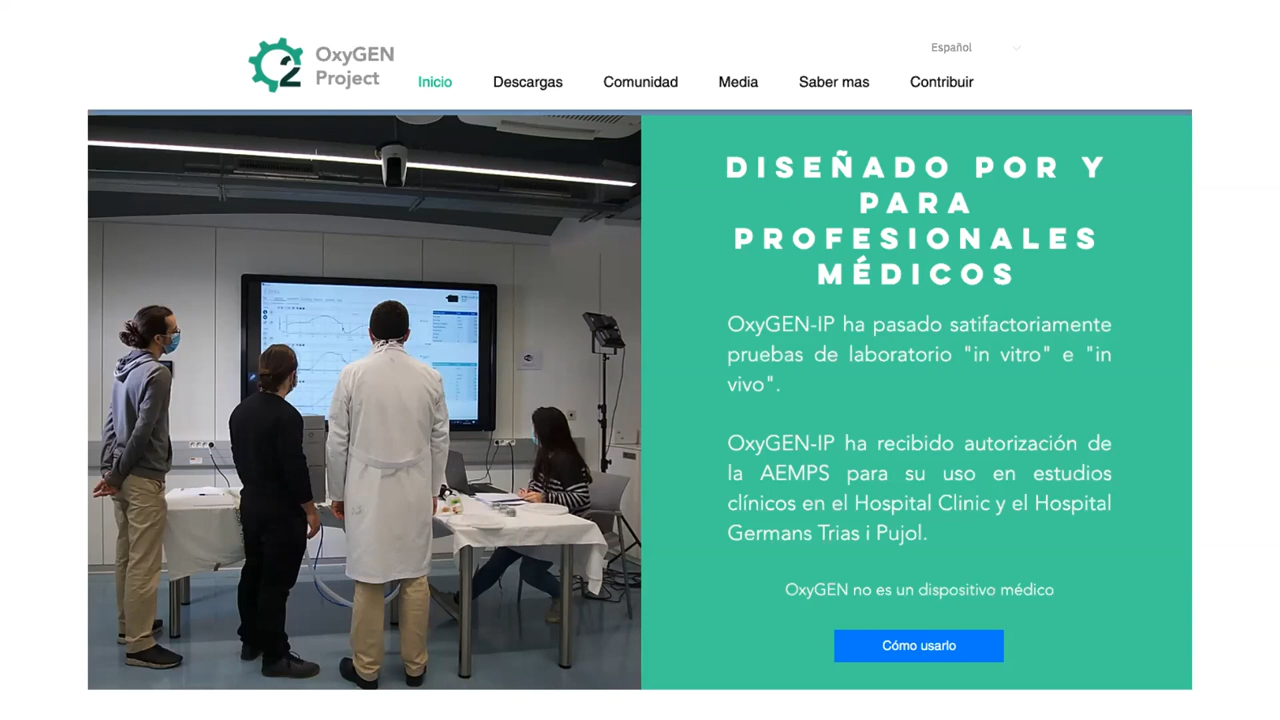 OxyGEN
Project
Español
Inicio Descargas Comunidad Media Saber mas Contribuir
DISEÑADO POR Y
PARA
PROFESIONALES
MÉDICOS
OxyGEN-IP ha pasado satifactoriamente
pruebas de laboratorio "in vitro" e "in
vivo".
OxyGEN-IP ha recibido autorización de
la AEMPS para su uso en estudios
clínicos en el Hospital Clinic y el Hospital
Germans Trias i Pujol.
OxyGEN no es un dispositivo médico
Cómo usarlo